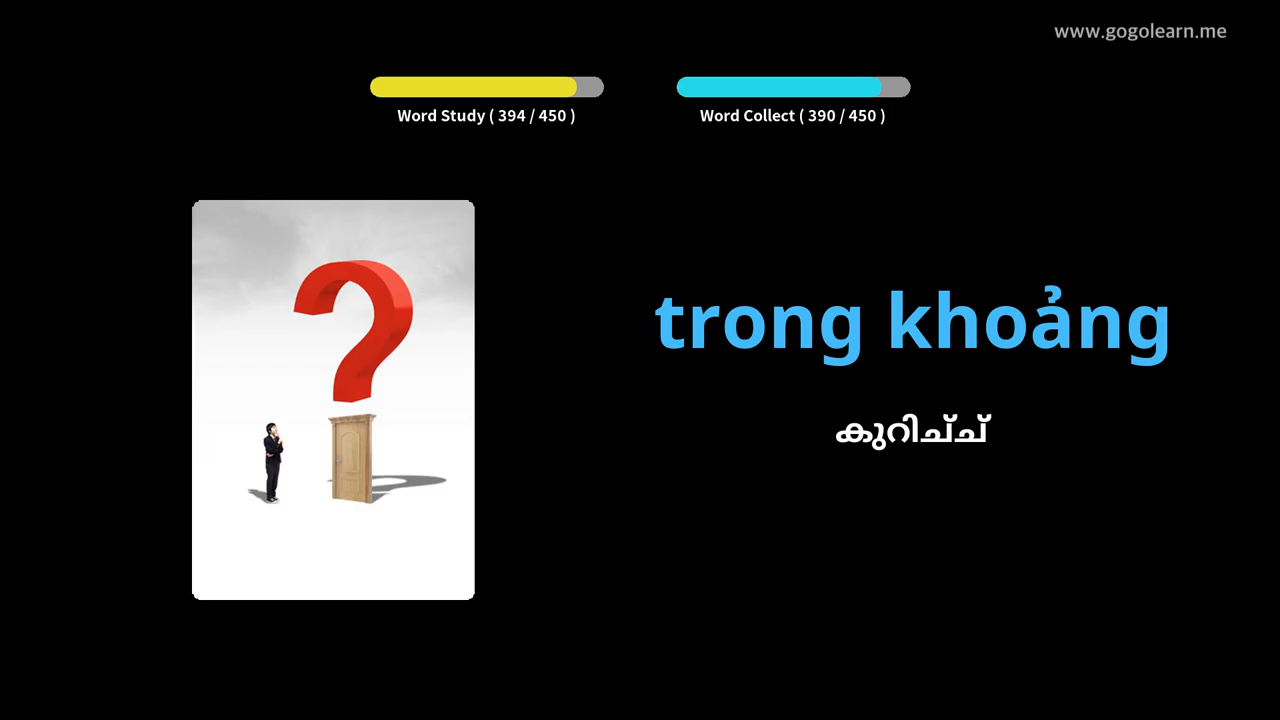 www.gogolearn.me
Word Study ( 394 / 450 )
Word Collect ( 390 / 450 )
trong khoảng
കുറിച്ച്